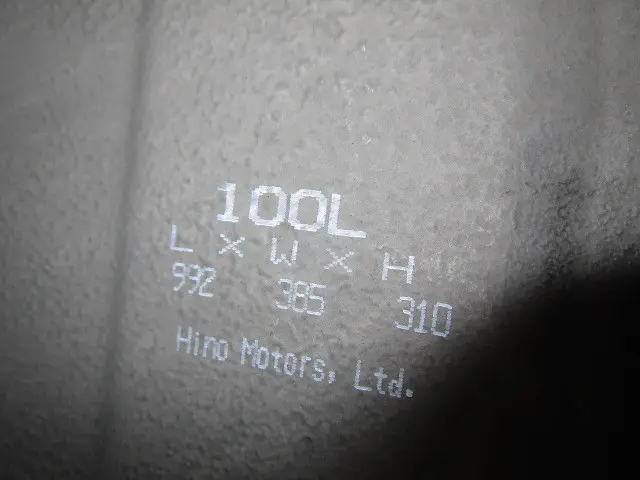 100L
L × W × H
992 385 310
Hino Motors, Ltd.